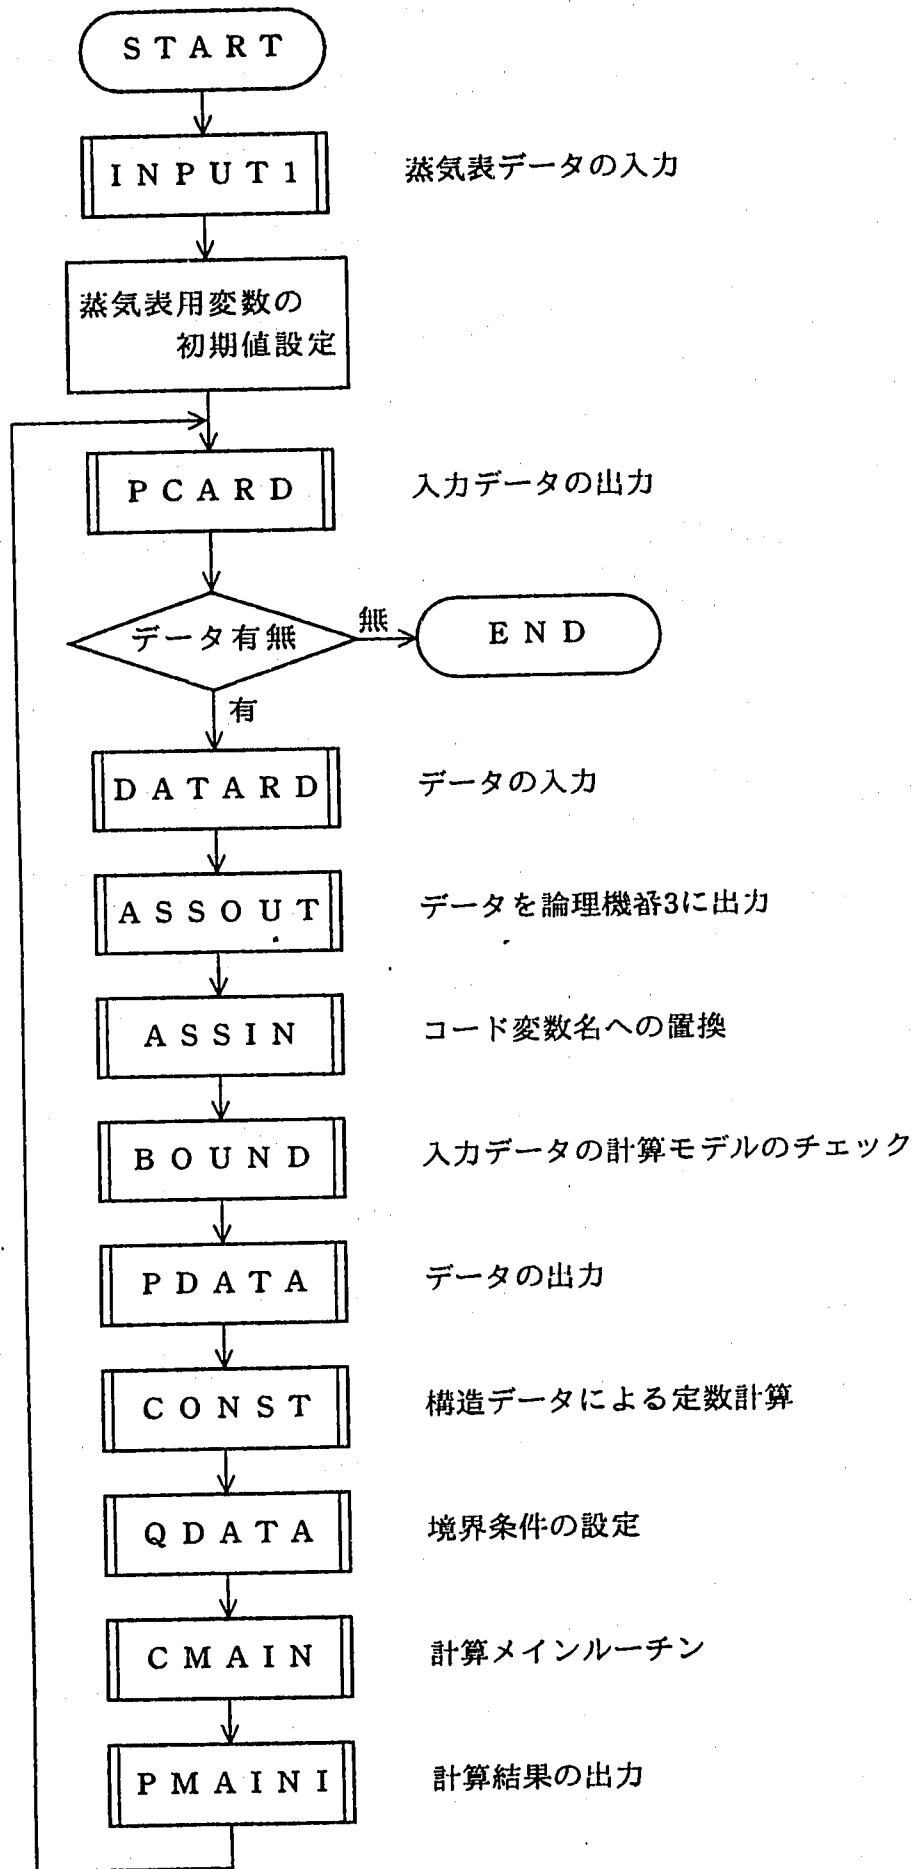 START
INPUT1 蒸気表データの入力
蒸気表用変数の
初期値設定
PCARD 入力データの出力
データ有無 無 END
有
DATARD データの入力
ASSOUT データを論理機番3に出力
ASSIN コード変数名への置換
BOUND 入力データの計算モデルのチェック
PDATA データの出力
CONST 構造データによる定数計算
QDATA 境界条件の設定
CMAIN 計算メインルーチン
PMAINI 計算結果の出力